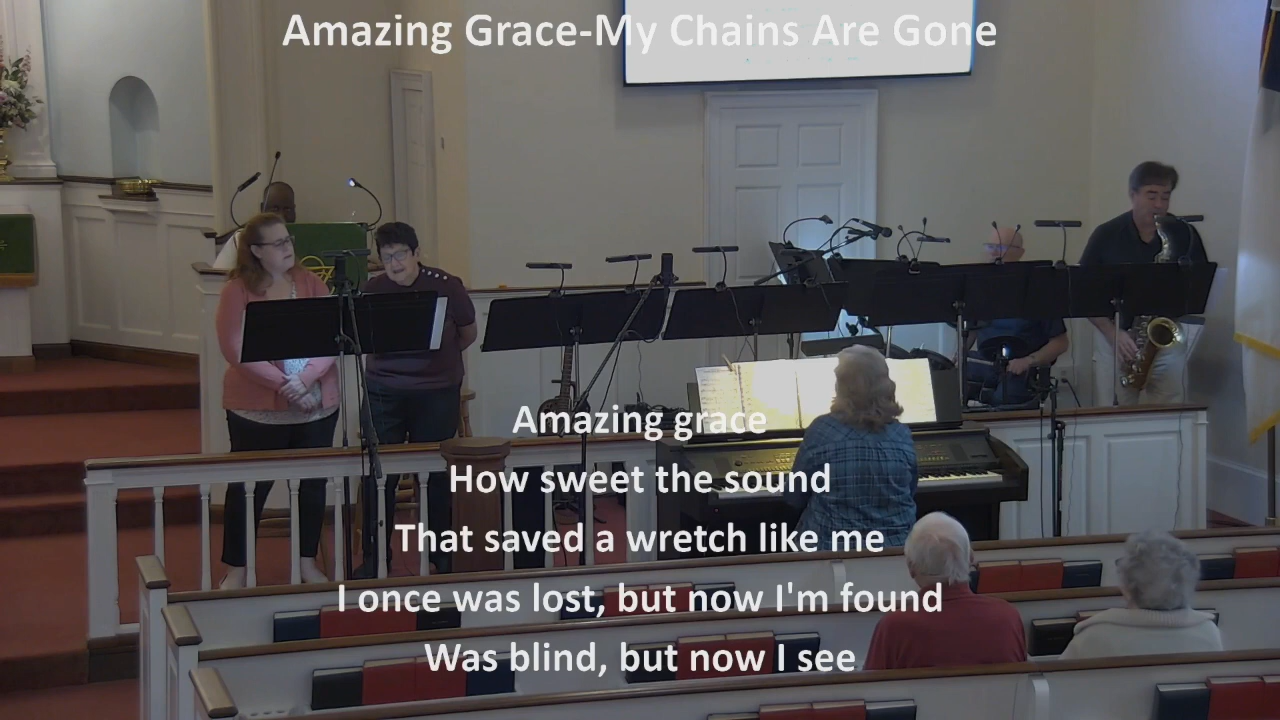 Amazing Grace-My Chains Are Gone
Amazing grace
How sweet the sound
That saved a wretch like me
I once was lost, but now I'm found
Was blind, but now I see